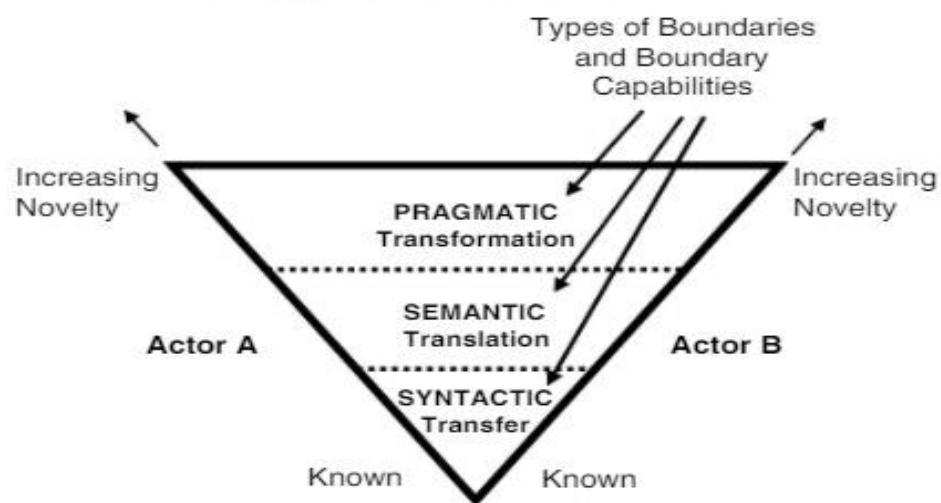 Types of Boundaries
and Boundary
Capabilities
Increasing
Novelty
Increasing
Novelty
PRAGMATIC
Transformation
SEMANTIC
Translation
Actor A
Actor B
SYNTACTIC
Transfer
Known
Known